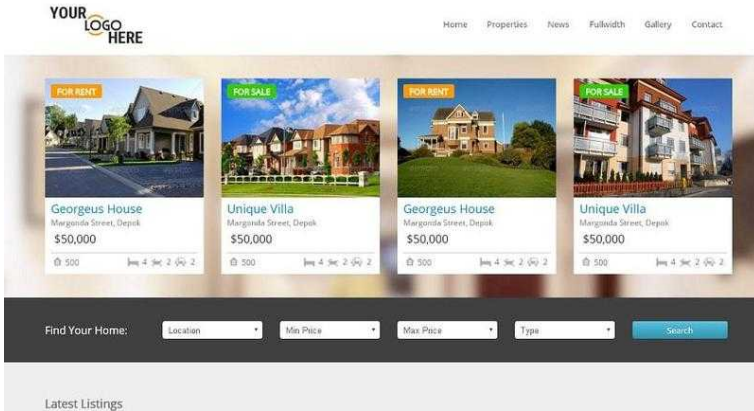 YOUR
LOGO
HERE
Home Properties News Fullwidth Gallery Contact
FOR RENT
FOR SALE
FOR RENT
FOR SALE
Georgeus House
Margonda Street, Depok
$50,000
500 4 2 2
Unique Villa
Margonda Street, Depok
$50,000
500 4 2 2
Georgeus House
Margonda Street, Depok
$50,000
500 4 2 2
Unique Villa
Margonda Street, Depok
$50,000
500 4 2 2
Find Your Home: Location Min Price Max Price Type Search
Latest Listings